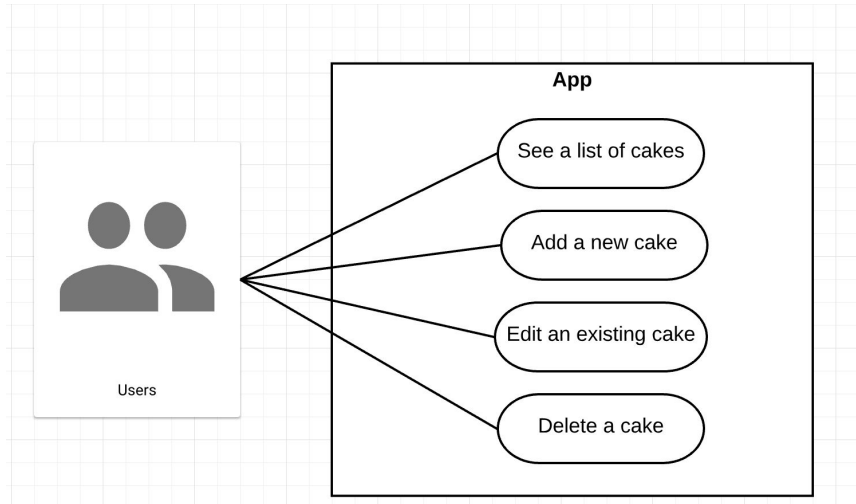 App
See a list of cakes
Add a new cake
Edit an existing cake
Delete a cake
Users